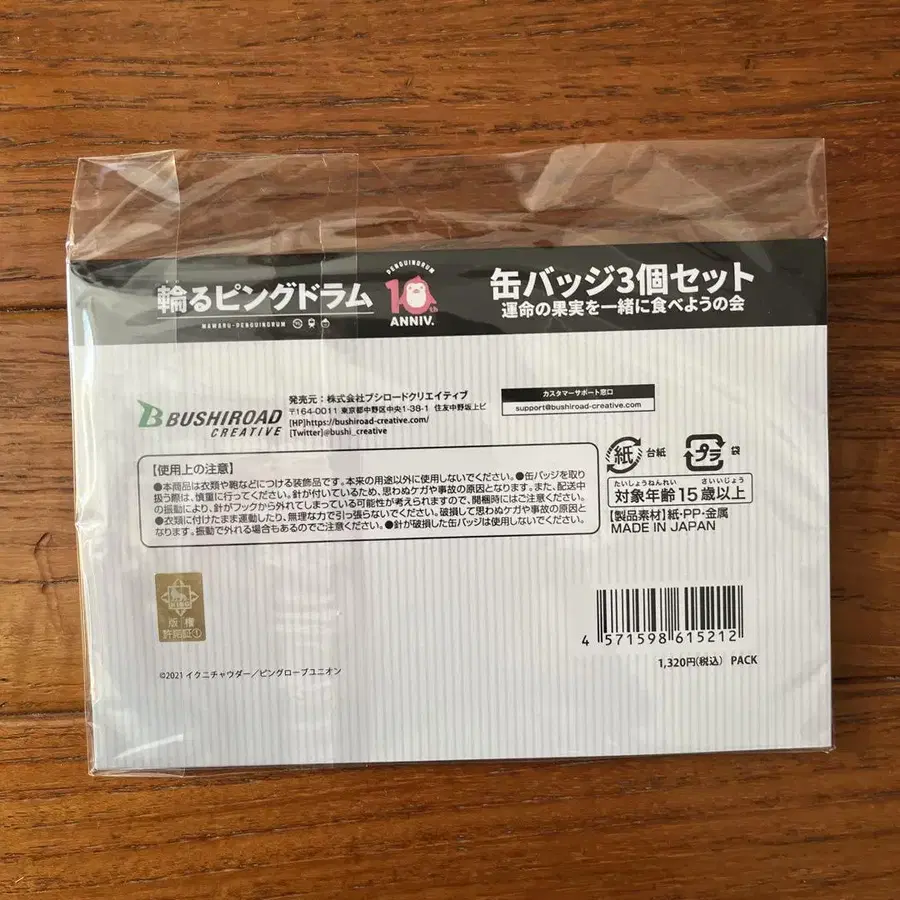 輪るピングドラム
MAWARU-PENGUINDRUM
PENGUINDRUM
10th
ANNIV.
缶バッジ3個セット
運命の果実を一緒に食べようの会
BUSHIROAD
CREATIVE
発売元:株式会社ブシロードクリエイティブ
〒164-0011 東京都中野区中央1-38-1 住友中野坂上ビ
[HP]https://bushiroad-creative.com/
[Twitter]@bushi_creative
カスタマーサポート窓口
support@bushiroad-creative.com
紙 台紙
プラ 袋
【使用上の注意】
●本商品は衣類や鞄などにつける装飾品です。本来の用途以外に使用しないでください。●缶バッジを取り
扱う際は、慎重に行ってください。針が付いているため、思わぬケガや事故の原因となります。また、配送中
の振動により、針がフックから外れてしまっている可能性が考えられますので、開梱時にはご注意ください。
●衣類に付けたまま運動したり、無理な力で引っ張らないでください。破損して思わぬケガや事故の原因と
なります。振動で外れる場合もあるのでご注意ください。●針が破損した缶バッジは使用しないでください。
たいしょうねんれい さいいじょう
対象年齢15歳以上
【製品素材】紙・PP・金属
MADE IN JAPAN
KING
版権
許諾証①
4 571598 615212
1,320円(税込) PACK
©2021 イクニチャウダー/ピングローブユニオン